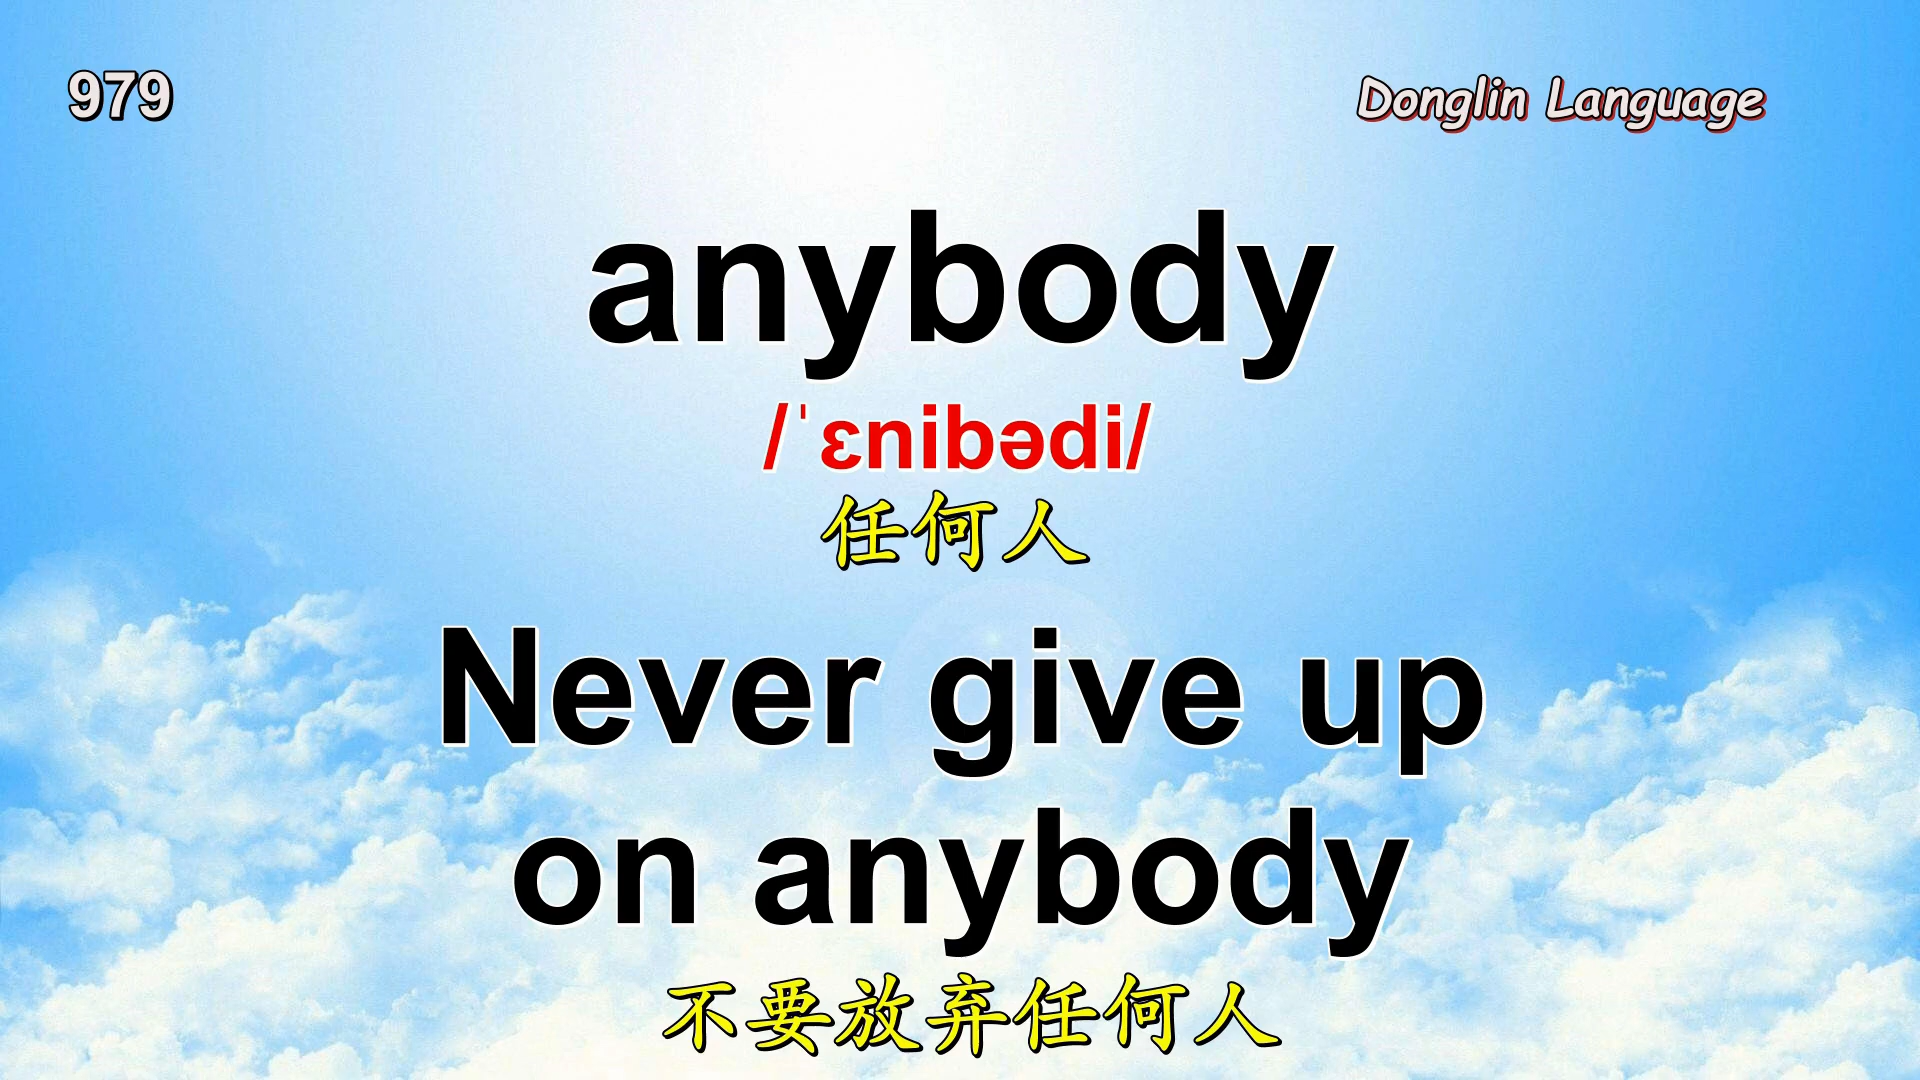 979
Donglin Language
anybody
/ˈɛnibədi/
任何人
Never give up
on anybody
不要放弃任何人